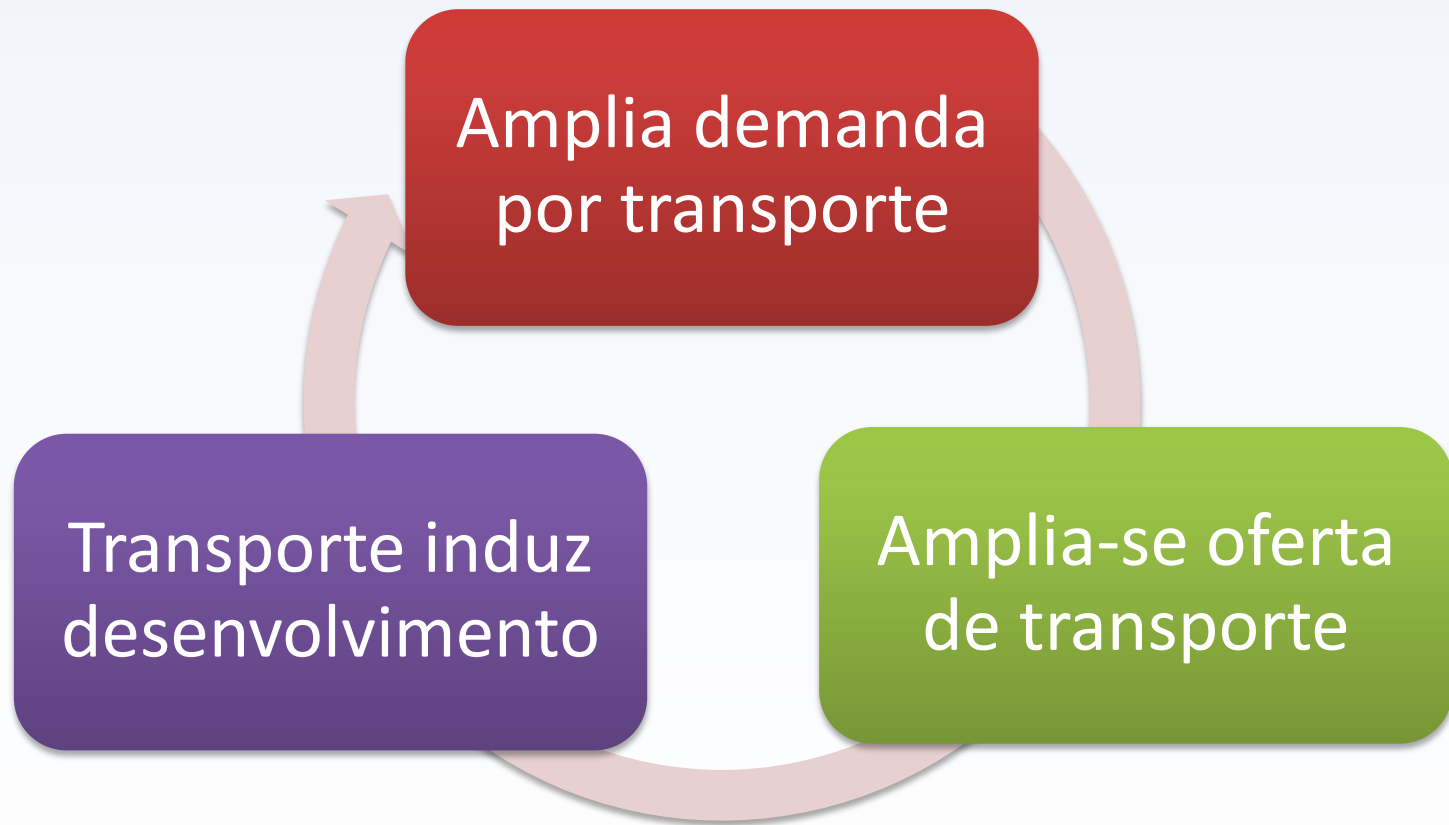 Amplia demanda
por transporte
Transporte induz
desenvolvimento
Amplia-se oferta
de transporte